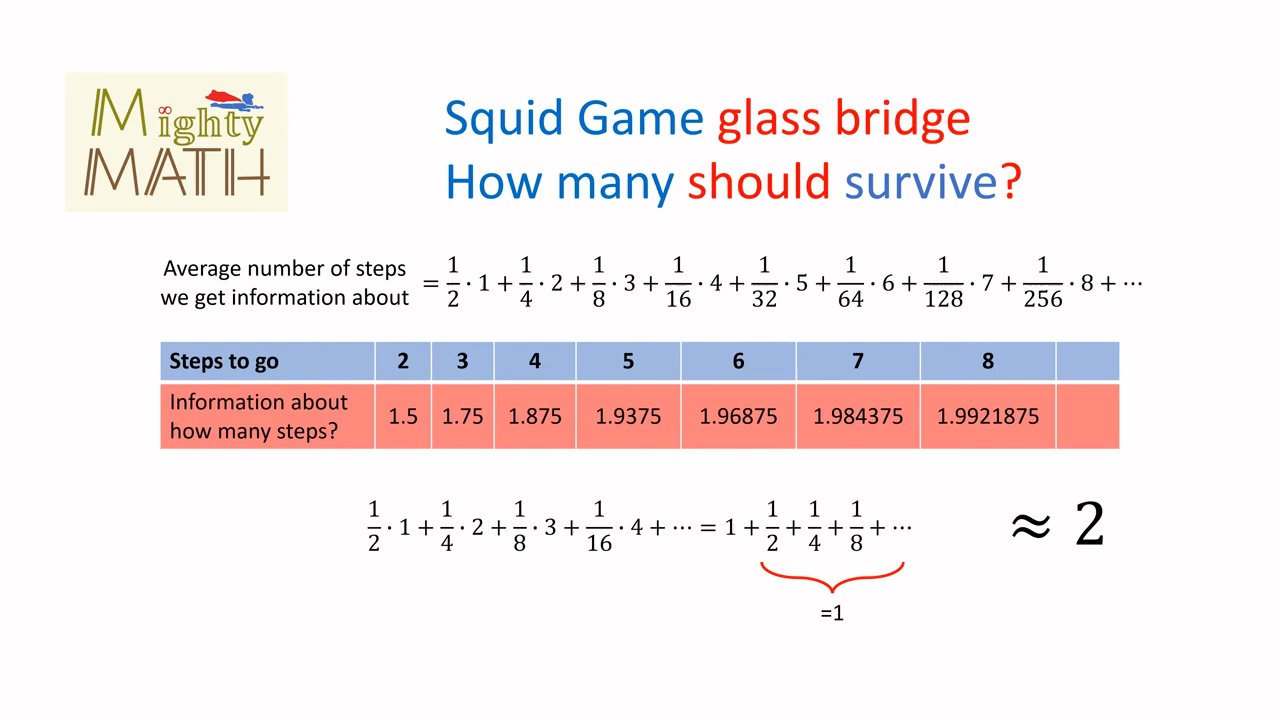 M∞ighty
MATH
Squid Game glass bridge
How many should survive?
Average number of steps
we get information about
= 1/2 · 1 + 1/4 · 2 + 1/8 · 3 + 1/16 · 4 + 1/32 · 5 + 1/64 · 6 + 1/128 · 7 + 1/256 · 8 + ⋯
Steps to go 2 3 4 5 6 7 8
Information about
how many steps?
1.5 1.75 1.875 1.9375 1.96875 1.984375 1.9921875
1/2 · 1 + 1/4 · 2 + 1/8 · 3 + 1/16 · 4 + ⋯ = 1 + 1/2 + 1/4 + 1/8 + ⋯
≈ 2
=1